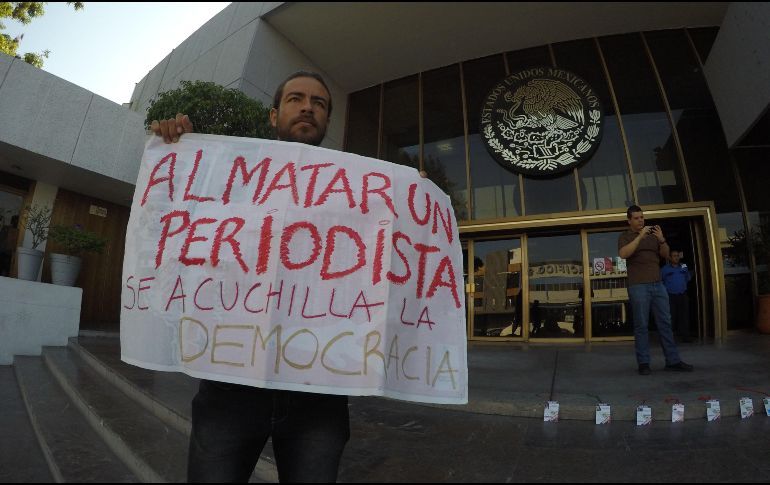 ESTADOS UNIDOS MEXICANOS
AL MATAR UN
PERIODISTA
SE ACUCHILLA LA
DEMOCRACIA